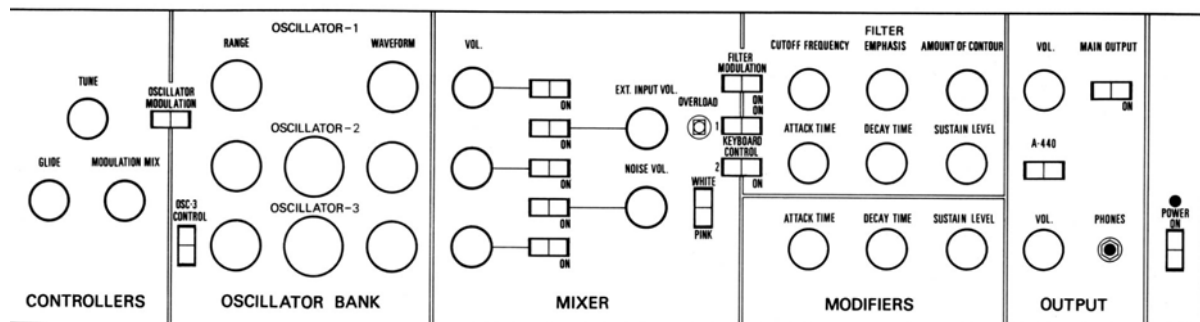 TUNE
GLIDE
MODULATION MIX
CONTROLLERS
OSCILLATOR
MODULATION
OSC-3
CONTROL
OSCILLATOR-1
RANGE
WAVEFORM
OSCILLATOR-2
OSCILLATOR-3
OSCILLATOR BANK
VOL.
ON
ON
ON
ON
ON
EXT. INPUT VOL.
OVERLOAD
NOISE VOL.
WHITE
PINK
MIXER
FILTER
MODULATION
ON
ON
1
KEYBOARD
CONTROL
2
ON
FILTER
CUTOFF FREQUENCY
EMPHASIS
AMOUNT OF CONTOUR
ATTACK TIME
DECAY TIME
SUSTAIN LEVEL
ATTACK TIME
DECAY TIME
SUSTAIN LEVEL
MODIFIERS
VOL.
MAIN OUTPUT
ON
A-440
VOL.
PHONES
OUTPUT
POWER
ON